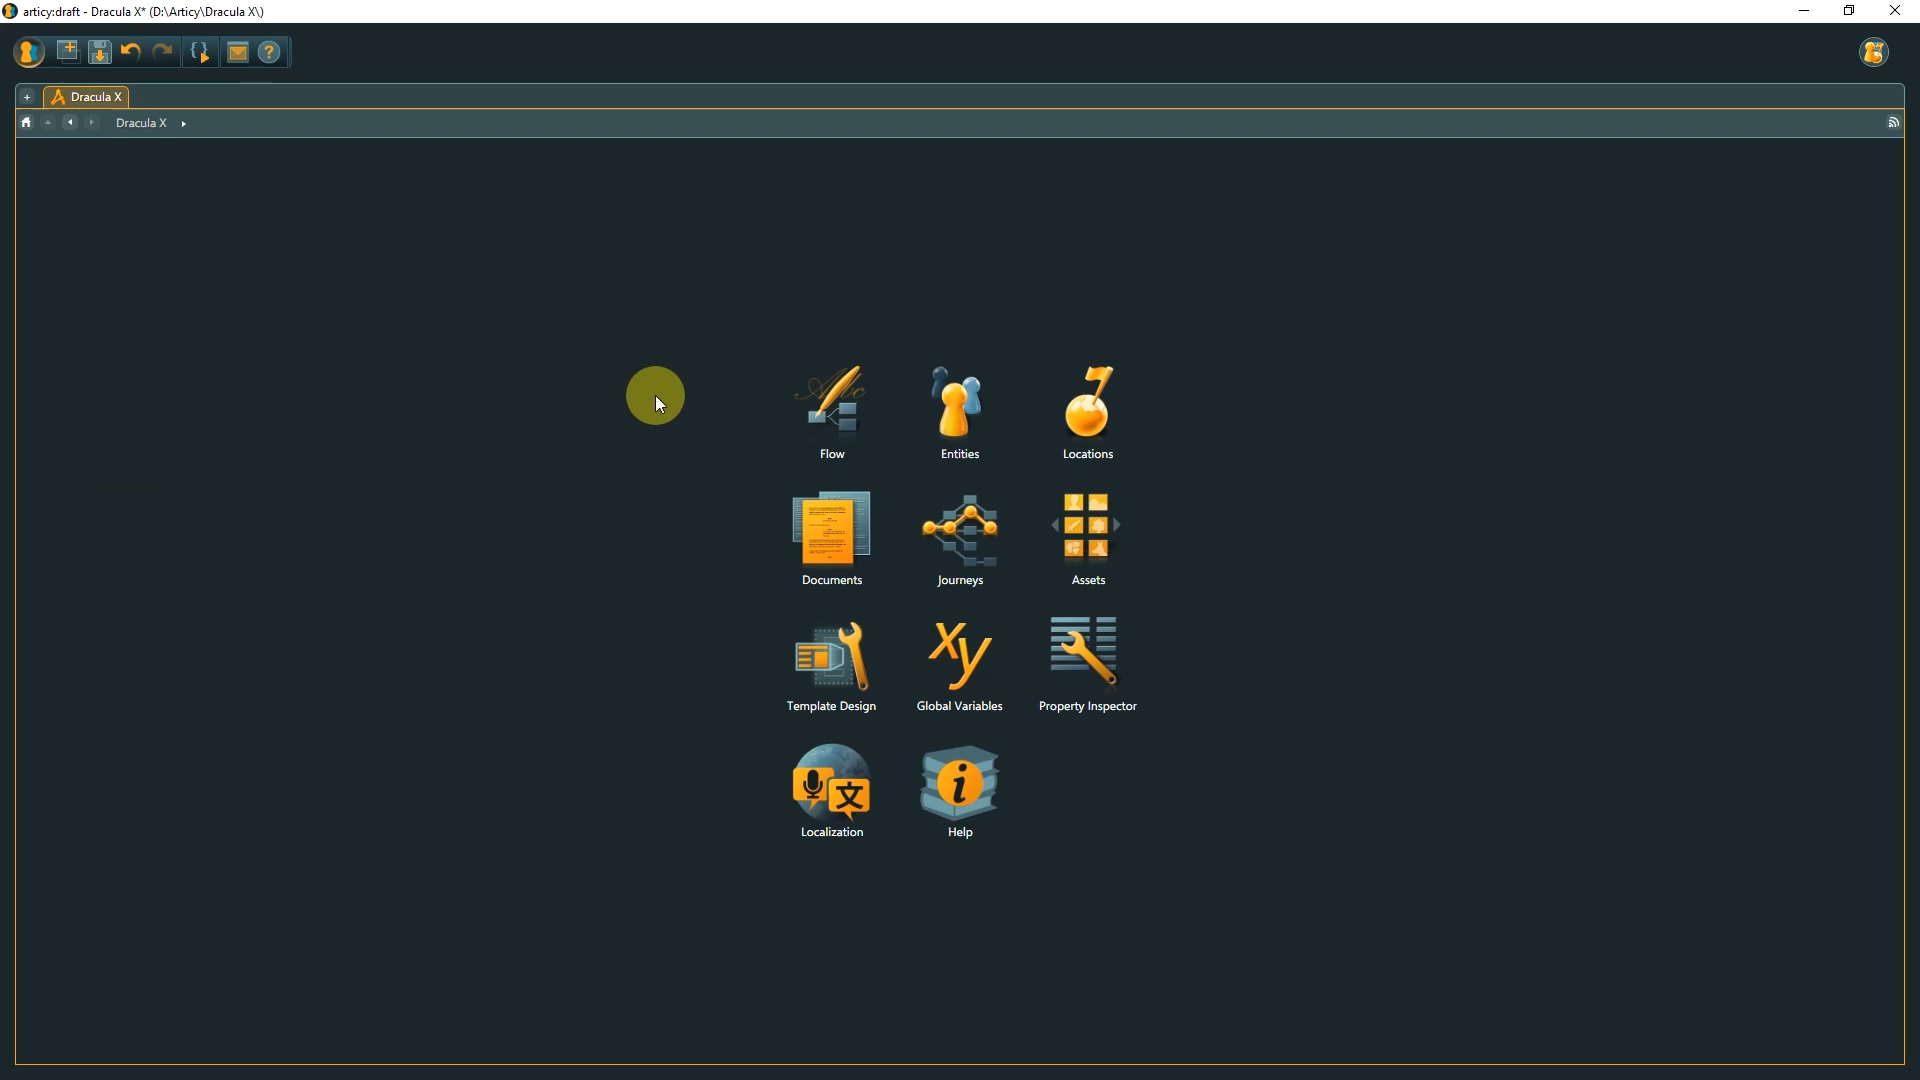 articy:draft - Dracula X* (D:\Articy\Dracula X\)
Dracula X
Dracula X
Flow
Entities
Locations
Documents
Journeys
Assets
Template Design
Global Variables
Property Inspector
Localization
Help